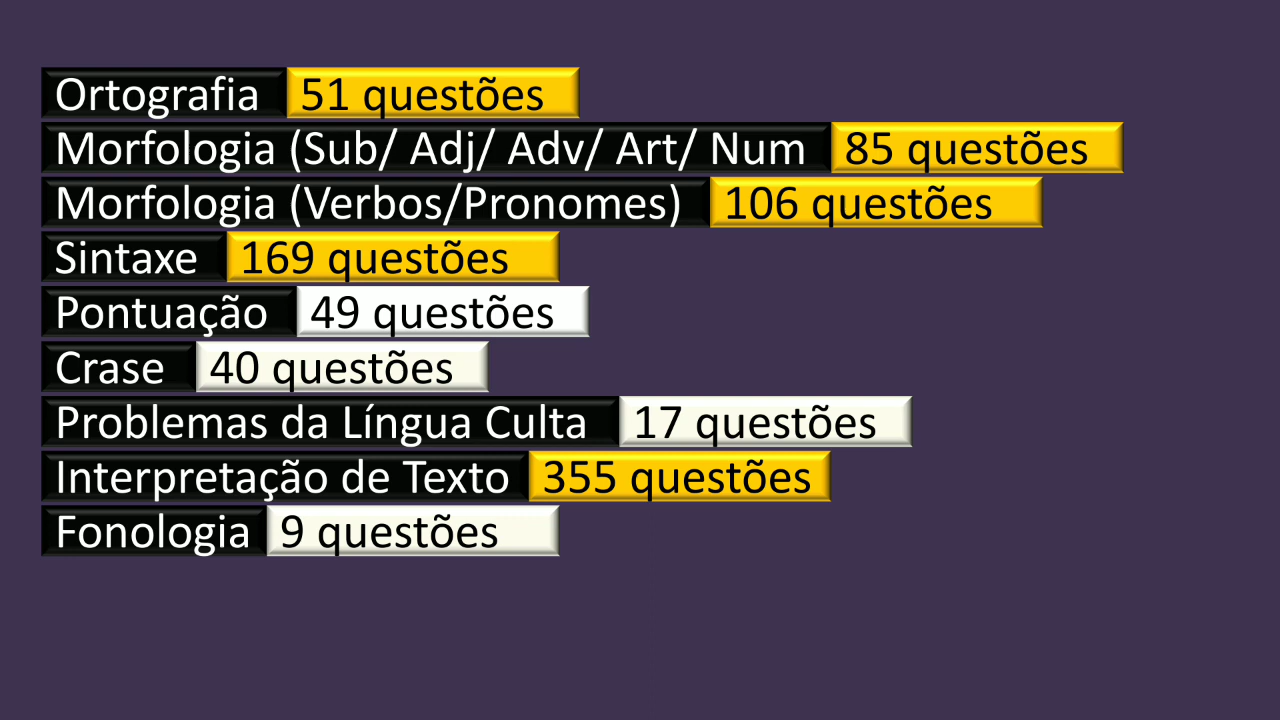 Ortografia 51 questões
Morfologia (Sub/ Adj/ Adv/ Art/ Num 85 questões
Morfologia (Verbos/Pronomes) 106 questões
Sintaxe 169 questões
Pontuação 49 questões
Crase 40 questões
Problemas da Língua Culta 17 questões
Interpretação de Texto 355 questões
Fonologia 9 questões